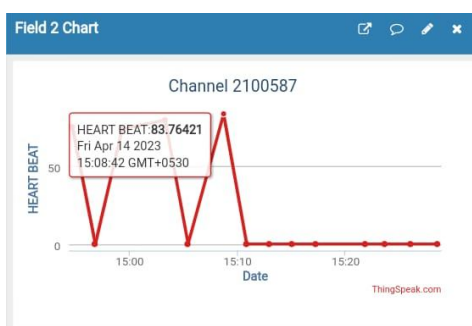 Field 2 Chart
Channel 2100587
HEART BEAT:83.76421
Fri Apr 14 2023
15:08:42 GMT+0530
HEART BEAT
50
0
15:00
15:10
15:20
Date
ThingSpeak.com